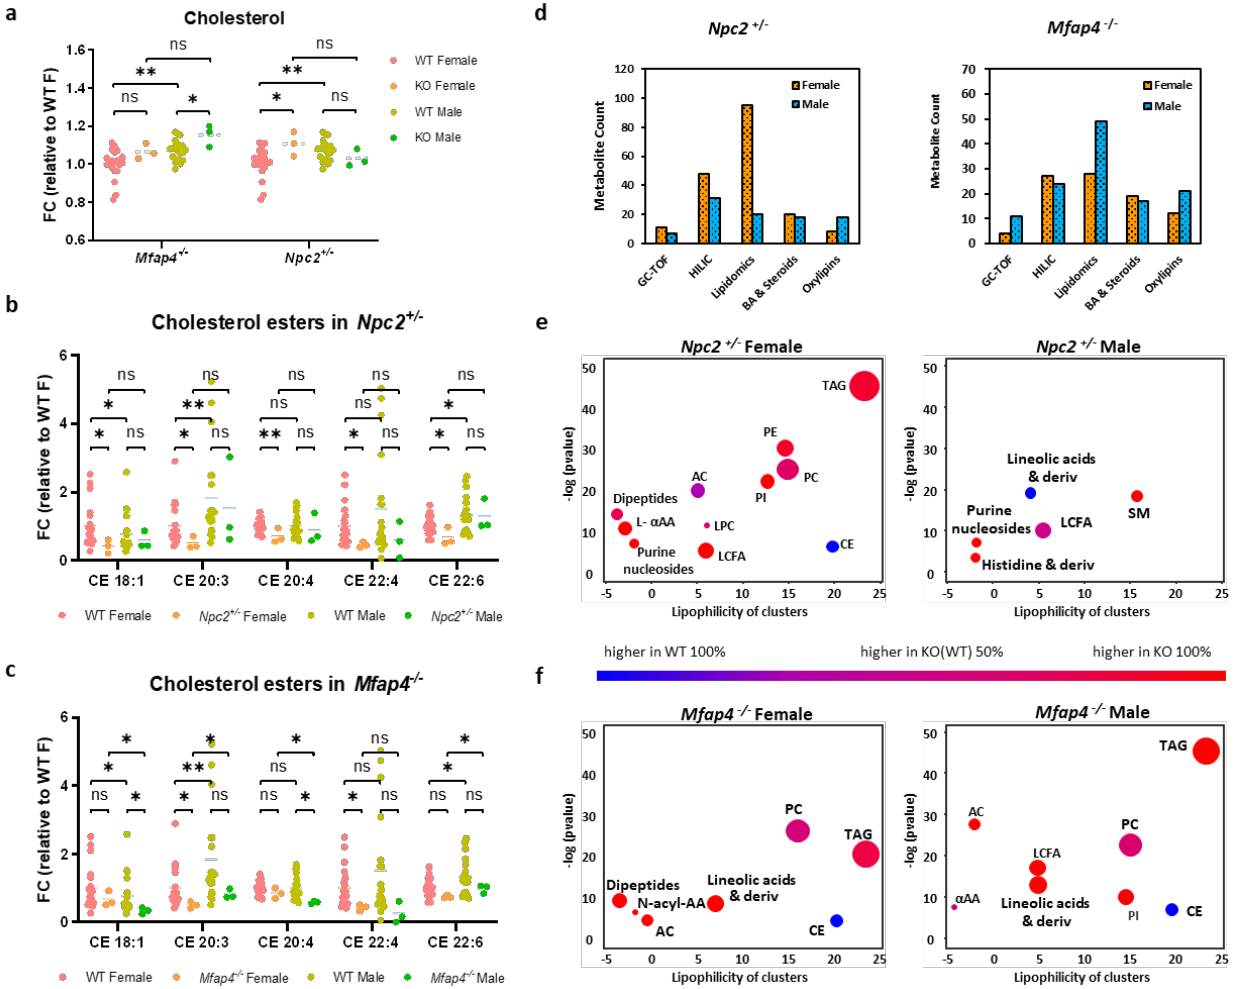 a
Cholesterol
FC (relative to WT F)
1.6
1.4
1.2
1.0
0.8
0.6
ns
ns
**
**
ns
*
*
ns
Mfap4-/-
Npc2+/-
WT Female
KO Female
WT Male
KO Male
b
Cholesterol esters in Npc2+/-
FC (relative to WT F)
6
4
2
0
ns
ns
ns
ns
ns
*
**
ns
ns
*
*
ns
*
ns
**
ns
*
ns
*
ns
CE 18:1
CE 20:3
CE 20:4
CE 22:4
CE 22:6
WT Female
Npc2+/- Female
WT Male
Npc2+/- Male
c
Cholesterol esters in Mfap4-/-
FC (relative to WT F)
6
4
2
0
*
*
*
ns
*
*
**
ns
ns
*
ns
*
*
ns
ns
*
*
ns
ns
ns
CE 18:1
CE 20:3
CE 20:4
CE 22:4
CE 22:6
WT Female
Mfap4-/- Female
WT Male
Mfap4-/- Male
d
Npc2 +/-
Metabolite Count
120
100
80
60
40
20
0
Female
Male
GC-TOF
HILIC
Lipidomics
BA & Steroids
Oxylipins
Mfap4 -/-
Metabolite Count
70
60
50
40
30
20
10
0
Female
Male
GC-TOF
HILIC
Lipidomics
BA & Steroids
Oxylipins
e
Npc2 +/- Female
-log (pvalue)
50
40
30
20
10
0
TAG
PE
PC
PI
AC
Dipeptides
L- αAA
LPC
Purine
nucleosides
LCFA
CE
-5
0
5
10
15
20
25
Lipophilicity of clusters
Npc2 +/- Male
-log (pvalue)
50
40
30
20
10
0
Lineolic acids
& deriv
SM
Purine
nucleosides
LCFA
Histidine & deriv
-5
0
5
10
15
20
25
Lipophilicity of clusters
higher in WT 100%
higher in KO(WT) 50%
higher in KO 100%
f
Mfap4 -/- Female
50
40
30
20
10
0
-log (pvalue)
PC
TAG
Dipeptides
N-acyl-AA
AC
Lineolic acids
& deriv
CE
-5
0
5
10
15
20
25
Lipophilicity of clusters
Mfap4 -/- Male
-log (pvalue)
50
40
30
20
10
0
TAG
AC
PC
LCFA
αAA
Lineolic acids
& deriv
PI
CE
-5
0
5
10
15
20
25
Lipophilicity of clusters